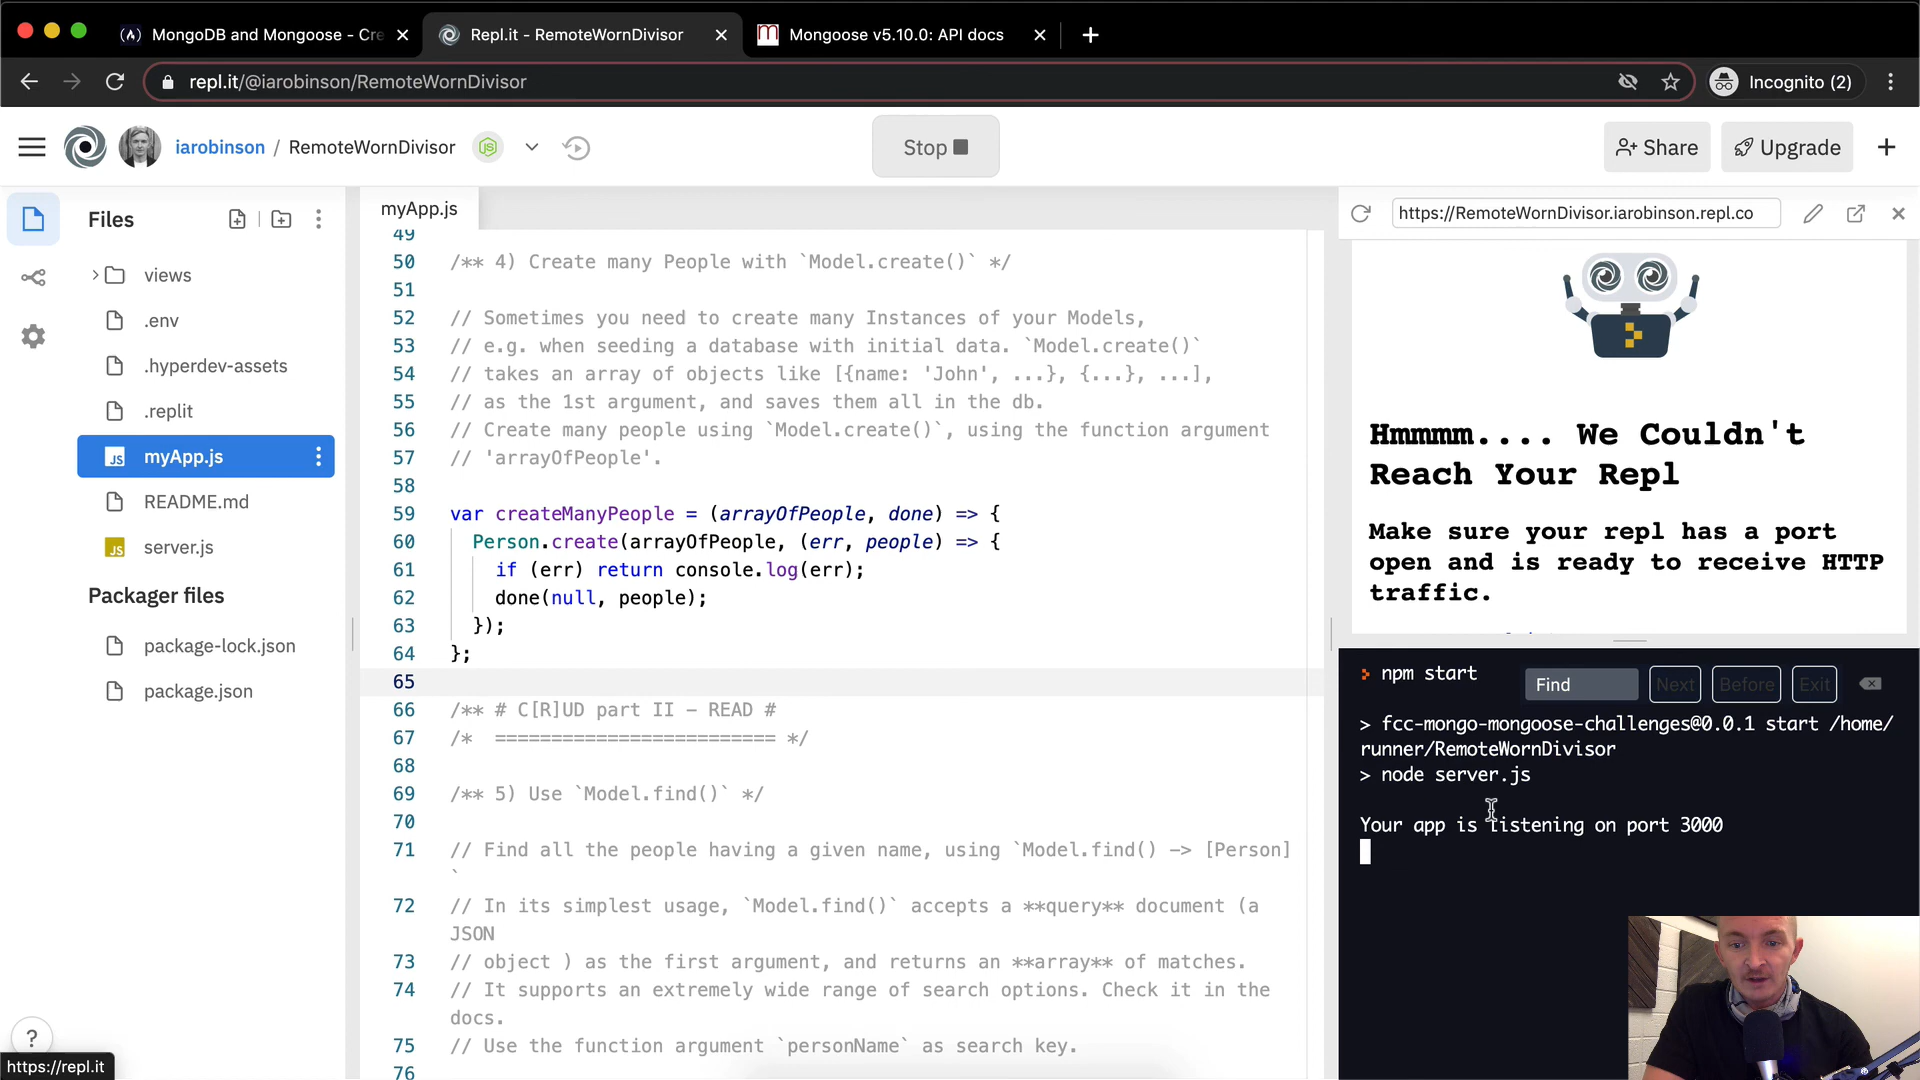 MongoDB and Mongoose - Cre
Repl.it - RemoteWornDivisor
Mongoose v5.10.0: API docs
repl.it/@iarobinson/RemoteWornDivisor
Incognito (2)
iarobinson / RemoteWornDivisor
Stop
Share
Upgrade
Files
views
.env
.hyperdev-assets
.replit
myApp.js
README.md
server.js
Packager files
package-lock.json
package.json
?
https://repl.it
myApp.js
49
50 /** 4) Create many People with `Model.create()` */
51
52 // Sometimes you need to create many Instances of your Models,
53 // e.g. when seeding a database with initial data. `Model.create()`
54 // takes an array of objects like [{name: 'John', ...}, {...}, ...],
55 // as the 1st argument, and saves them all in the db.
56 // Create many people using `Model.create()`, using the function argument
57 // 'arrayOfPeople'.
58
59 var createManyPeople = (arrayOfPeople, done) => {
60 Person.create(arrayOfPeople, (err, people) => {
61 if (err) return console.log(err);
62 done(null, people);
63 });
64 };
65
66 /** # C[R]UD part II - READ #
67 /* ========================= */
68
69 /** 5) Use `Model.find()` */
70
71 // Find all the people having a given name, using `Model.find() -> [Person]
`
72 // In its simplest usage, `Model.find()` accepts a **query** document (a
JSON
73 // object ) as the first argument, and returns an **array** of matches.
74 // It supports an extremely wide range of search options. Check it in the
docs.
75 // Use the function argument `personName` as search key.
76
https://RemoteWornDivisor.iarobinson.repl.co
Hmmmm.... We Couldn't
Reach Your Repl
Make sure your repl has a port
open and is ready to receive HTTP
traffic.
npm start
Find
Next
Before
Exit
> fcc-mongo-mongoose-challenges@0.0.1 start /home/
runner/RemoteWornDivisor
> node server.js
Your app is listening on port 3000